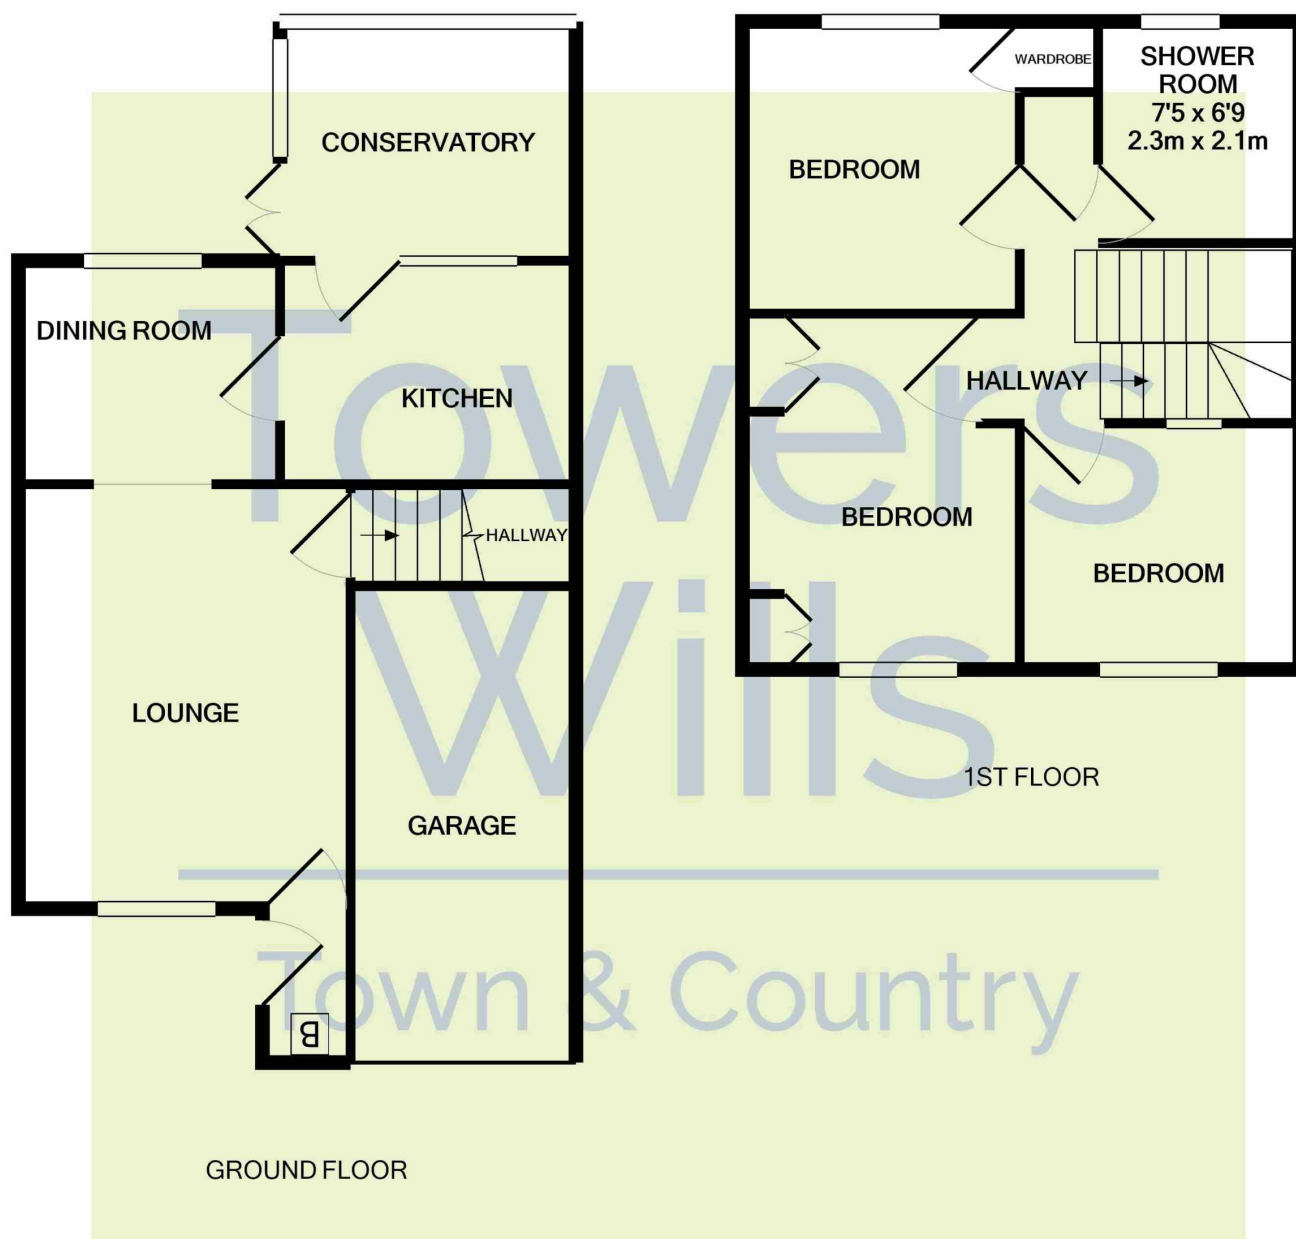 CONSERVATORY
DINING ROOM
KITCHEN
HALLWAY
LOUNGE
GARAGE
B
GROUND FLOOR
WARDROBE
SHOWER
ROOM
7'5 x 6'9
2.3m x 2.1m
BEDROOM
HALLWAY
BEDROOM
BEDROOM
1ST FLOOR
Towers
Wills
Town & Country